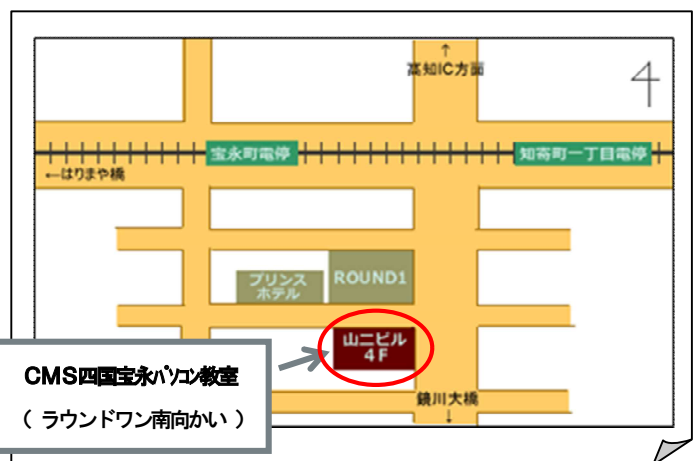 ↑
高知IC方面
宝永町電停
知寄町一丁目電停
←はりまや橋
プリンス
ホテル
ROUND1
山二ビル
4F
CMS四国宝永パソコン教室
( ラウンドワン南向かい )
鏡川大橋
↓